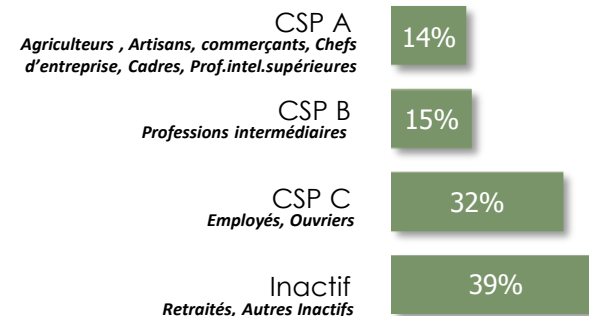 CSP A
Agriculteurs , Artisans, commerçants, Chefs
d’entreprise, Cadres, Prof.intel.supérieures
14%
CSP B
Professions intermédiaires
15%
CSP C
Employés, Ouvriers
32%
Inactif
Retraités, Autres Inactifs
39%